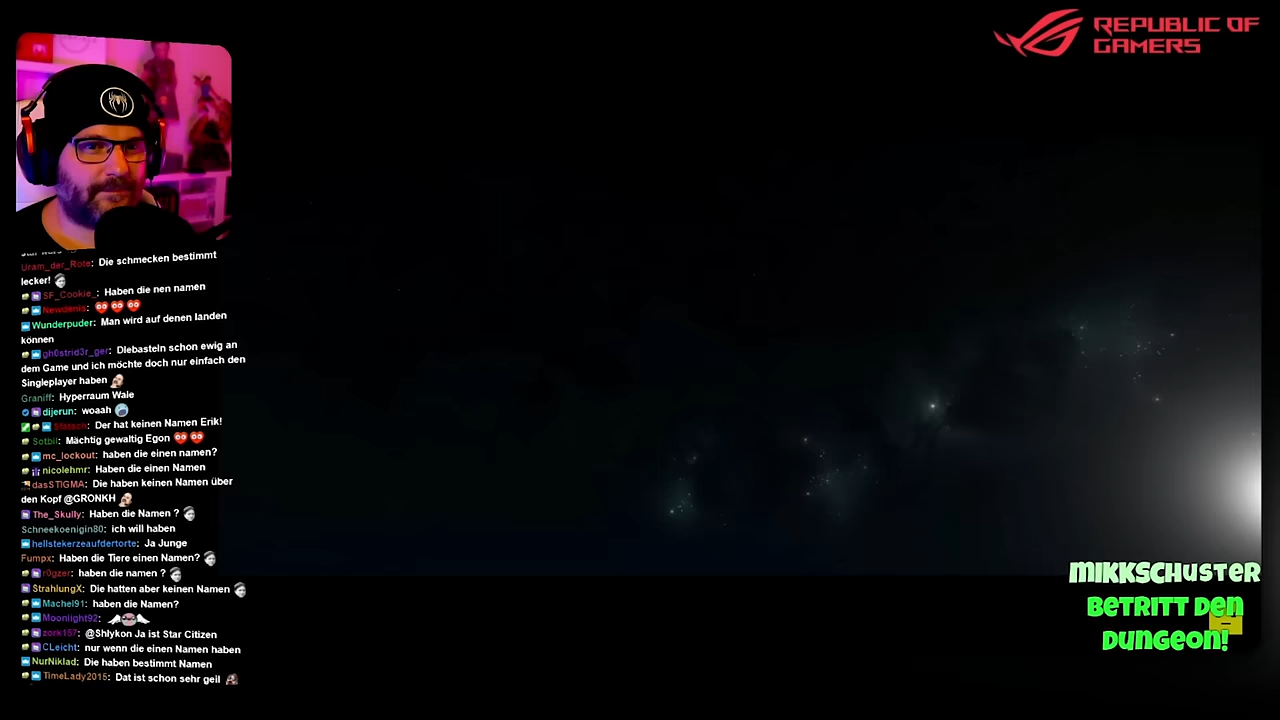 REPUBLIC OF
GAMERS
Uram_der_Rote: Die schmecken bestimmt
lecker!
SF_Cookie_: Haben die nen namen
Newdenis:
Wunderpuder: Man wird auf denen landen
können
gh0strid3r_ger: DIebasteln schon ewig an
dem Game und ich möchte doch nur einfach den
Singleplayer haben
Graniff: Hyperraum Wale
dijerun: woaah
Sfatsch: Der hat keinen Namen Erik!
Sotbil: Mächtig gewaltig Egon
mc_lockout: haben die einen namen?
nicolehmr: Haben die einen Namen
dasSTIGMA: Die haben keinen Namen über
den Kopf @GRONKH
The_Skully: Haben die Namen ?
Schneekoenigin80: ich will haben
hellstekerzeaufdertorte: Ja Junge
Fumpx: Haben die Tiere einen Namen?
r0gzer: haben die name ?
StrahlungX: Die hatten aber keinen Namen
Machel91: haben die Namen?
Moonlight92:
zork157: @Shlykon Ja ist Star Citizen
CLeicht: nur wenn die einen Namen haben
NurNiklad: Die haben bestimmt Namen
TimeLady2015: Dat ist schon sehr geil
MIKKSCHUSTER
BETRITT DEN
DUNGEON!